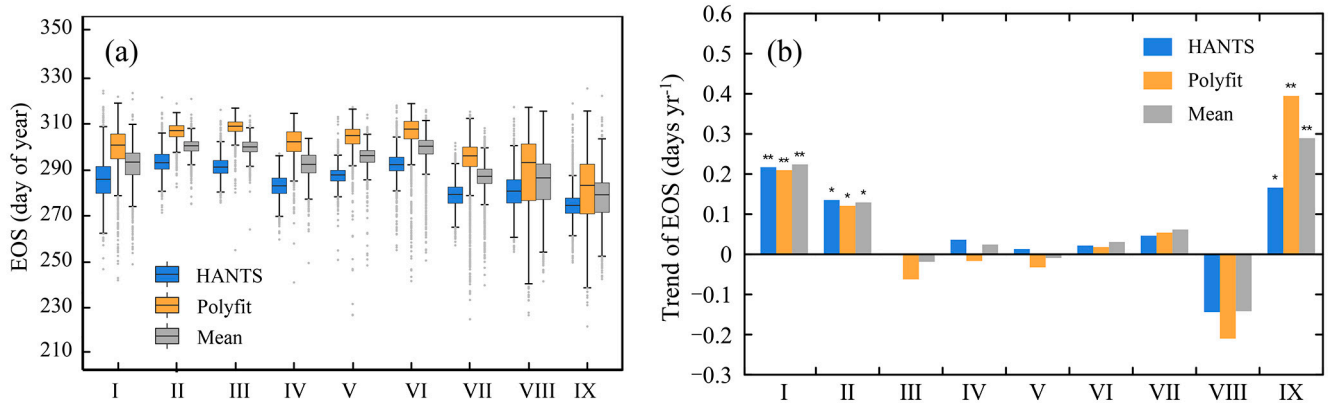 (a)
EOS (day of year)
350
330
310
290
270
250
230
210
HANTS
Polyfit
Mean
I II III IV V VI VII VIII IX
(b)
Trend of EOS (days yr⁻¹)
0.6
0.5
0.4
0.3
0.2
0.1
0
−0.1
−0.2
−0.3
HANTS
Polyfit
Mean
** ** **
* * *
* ** **
I II III IV V VI VII VIII IX